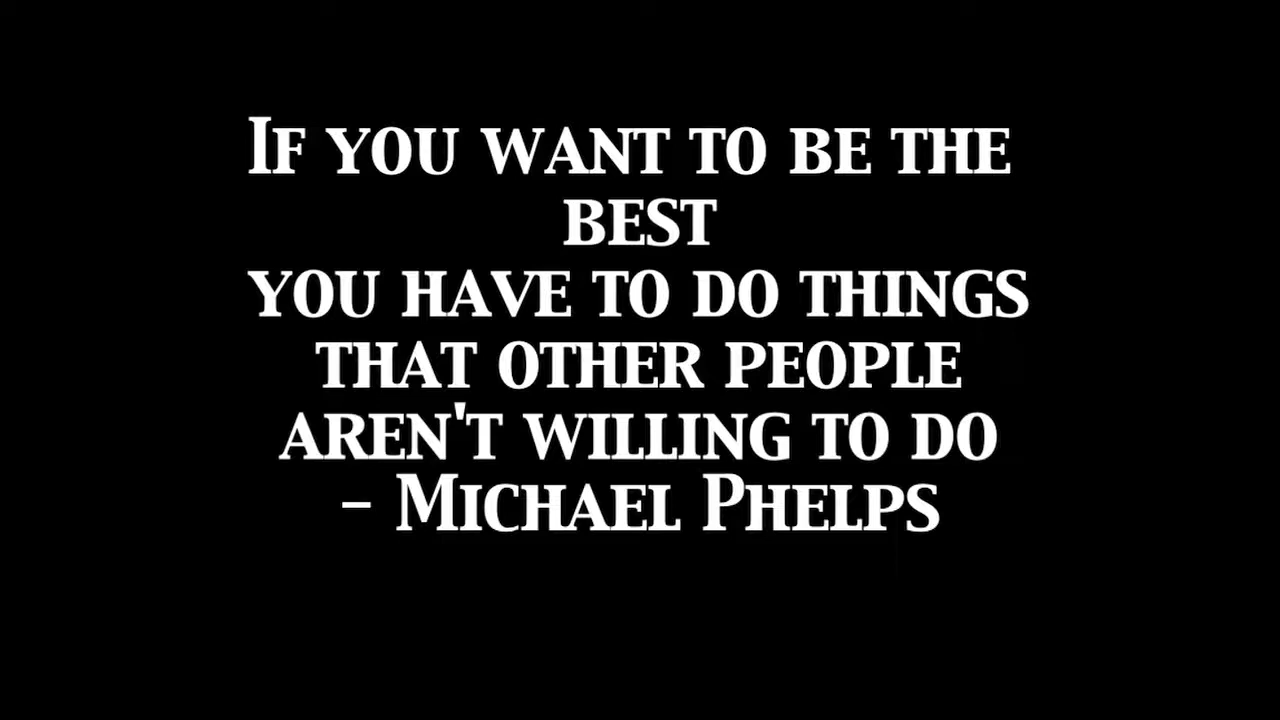 If you want to be the
best
you have to do things
that other people
aren't willing to do
- Michael Phelps